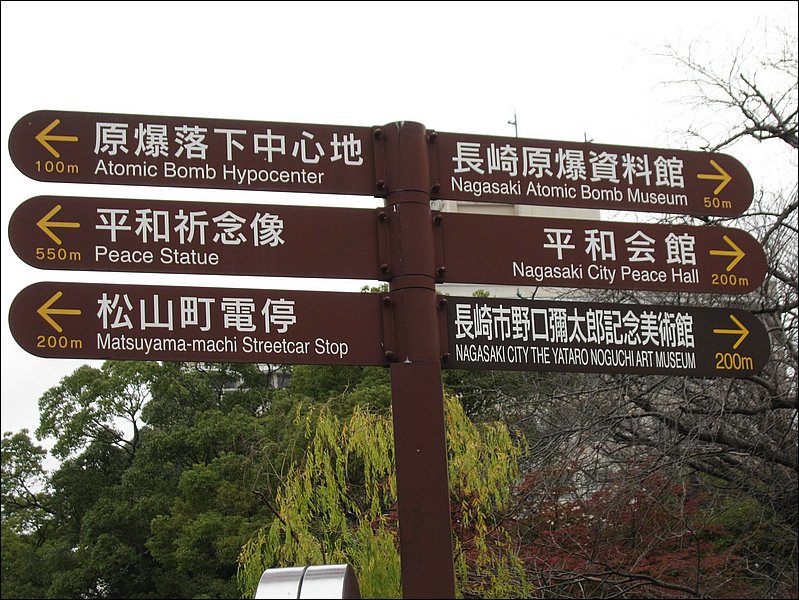 原爆落下中心地
Atomic Bomb Hypocenter
100m
平和祈念像
Peace Statue
550m
松山町電停
Matsuyama-machi Streetcar Stop
200m
長崎原爆資料館
Nagasaki Atomic Bomb Museum
50m
平和会館
Nagasaki City Peace Hall
200m
長崎市野口彌太郎記念美術館
NAGASAKI CITY THE YATARO NOGUCHI ART MUSEUM
200m